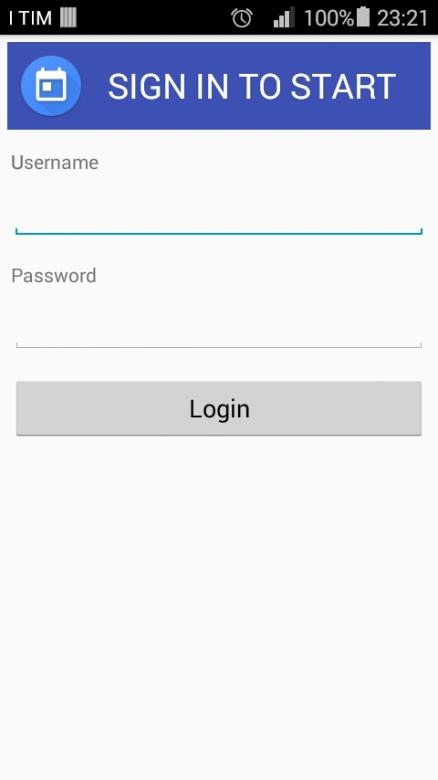 I TIM 100% 23:21
SIGN IN TO START
Username
Password
Login